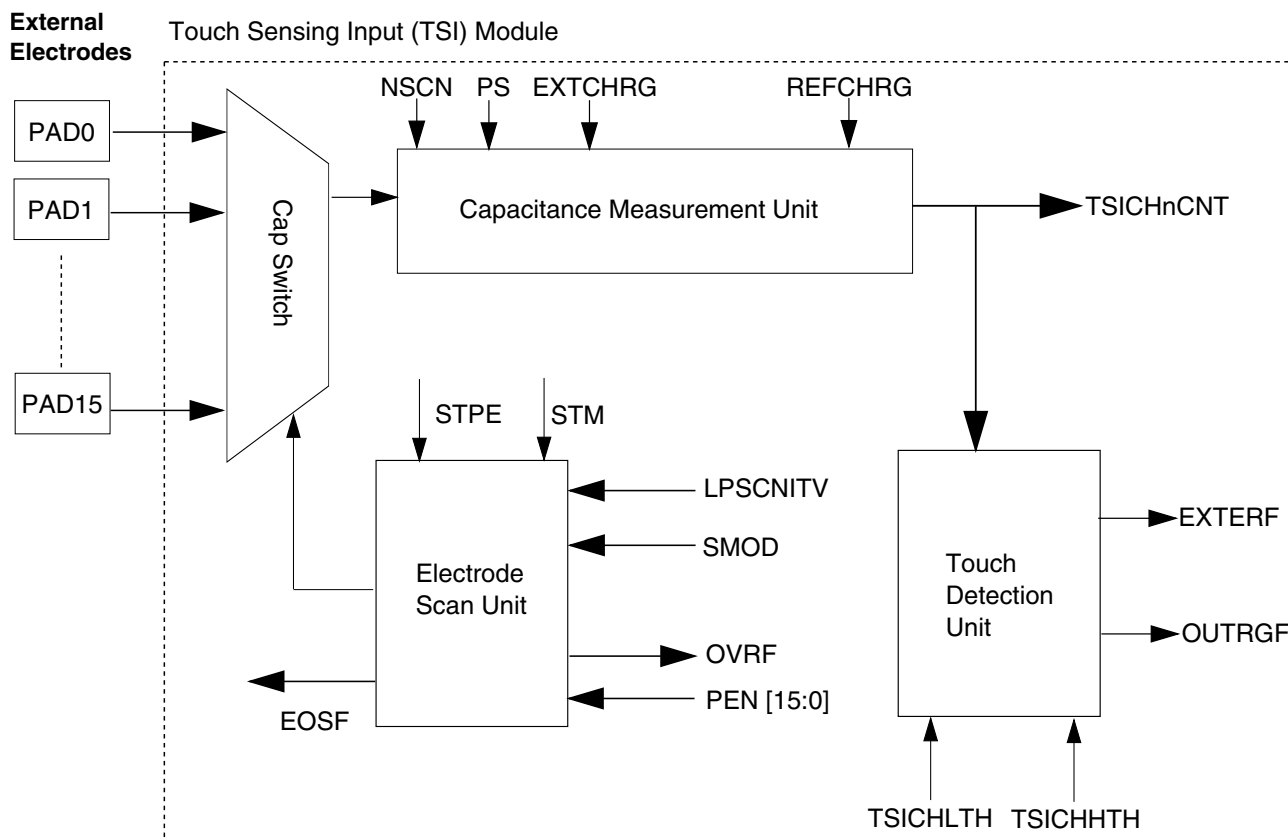 External
Electrodes
Touch Sensing Input (TSI) Module
NSCN PS EXTCHRG REFCHRG
PAD0
PAD1
PAD15
Cap Switch
Capacitance Measurement Unit
TSICHnCNT
STPE STM
LPSCNITV
SMOD
Electrode
Scan Unit
OVRF
PEN [15:0]
EOSF
Touch
Detection
Unit
EXTERF
OUTRGF
TSICHLTH TSICHHTH